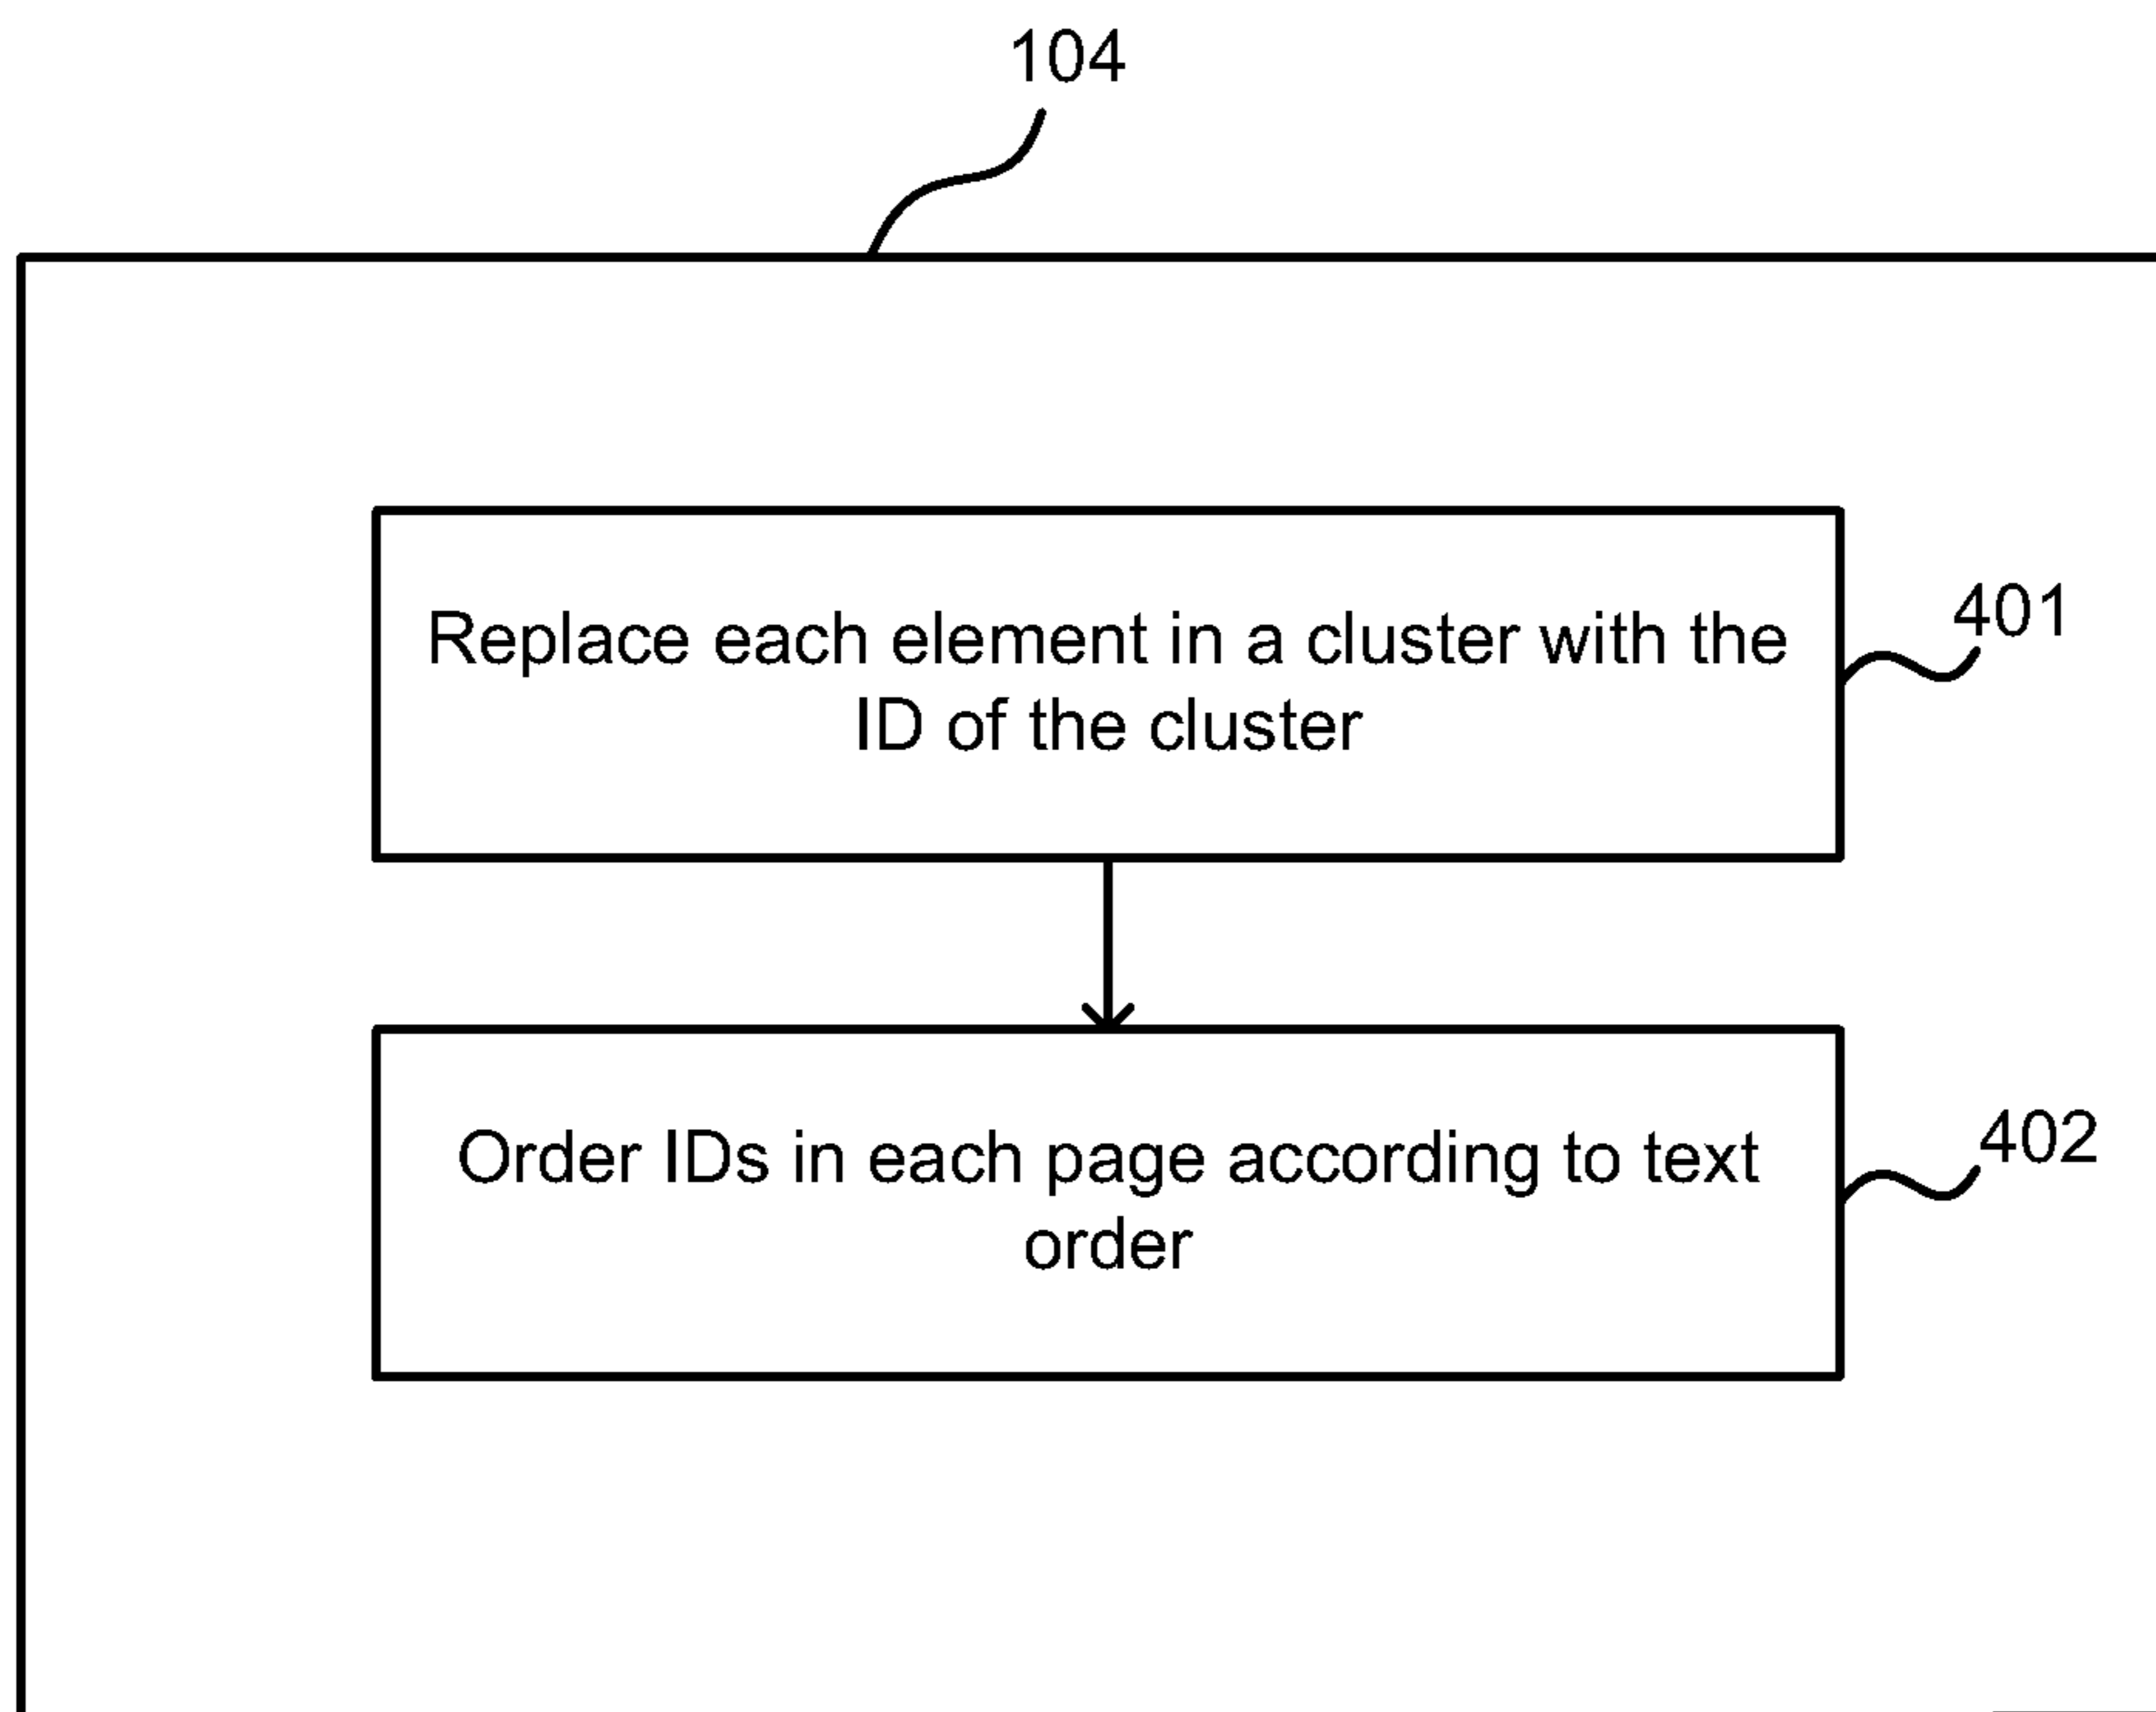 104
Replace each element in a cluster with the
ID of the cluster
401
Order IDs in each page according to text
order
402